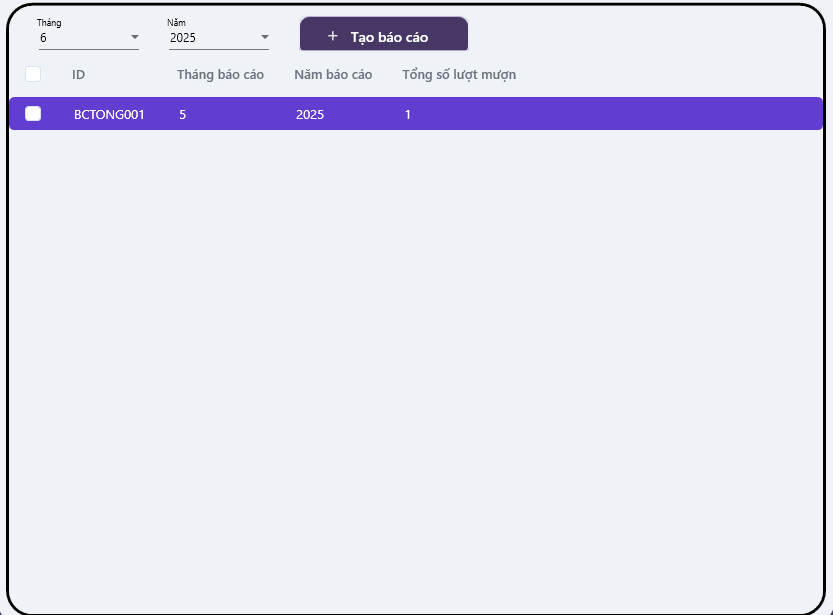 Tháng Năm
6 2025 + Tạo báo cáo
ID Tháng báo cáo Năm báo cáo Tổng số lượt mượn
BCTONG001 5 2025 1